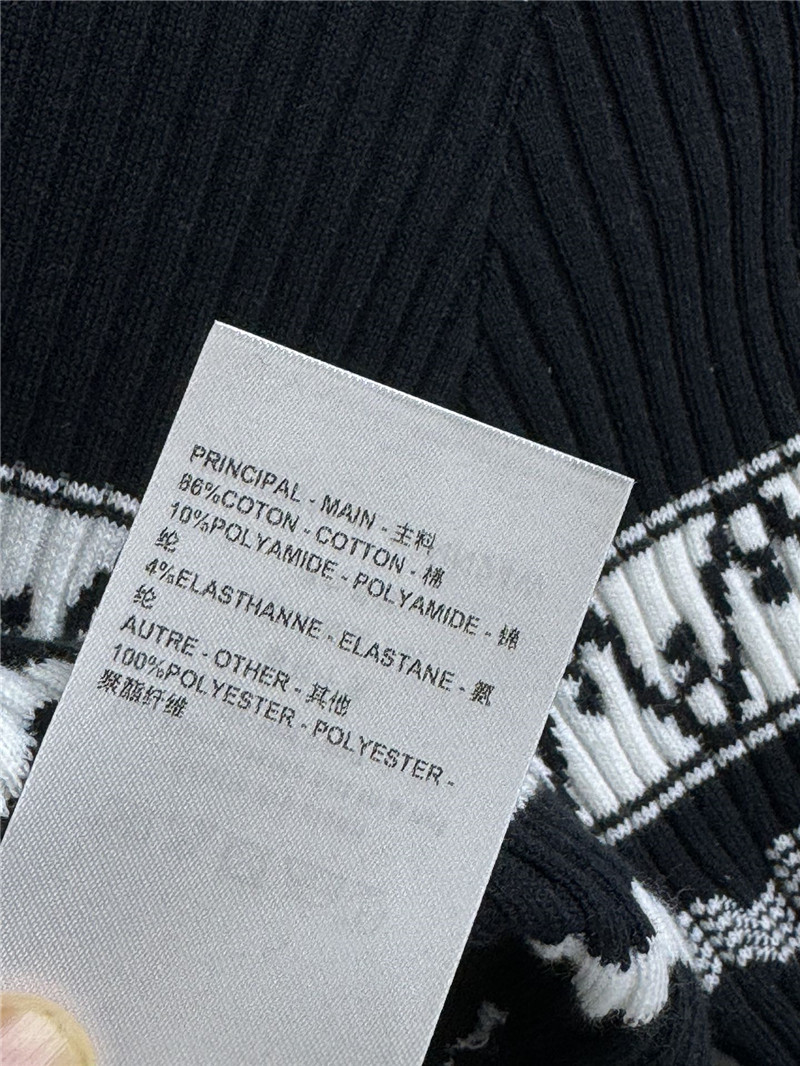 PRINCIPAL - MAIN - 主料
86%COTON - COTTON - 棉
10%POLYAMIDE - POLYAMIDE - 锦
纶
4%ELASTHANNE - ELASTANE - 氨
纶
AUTRE - OTHER - 其他
100%POLYESTER - POLYESTER -
聚酯纤维